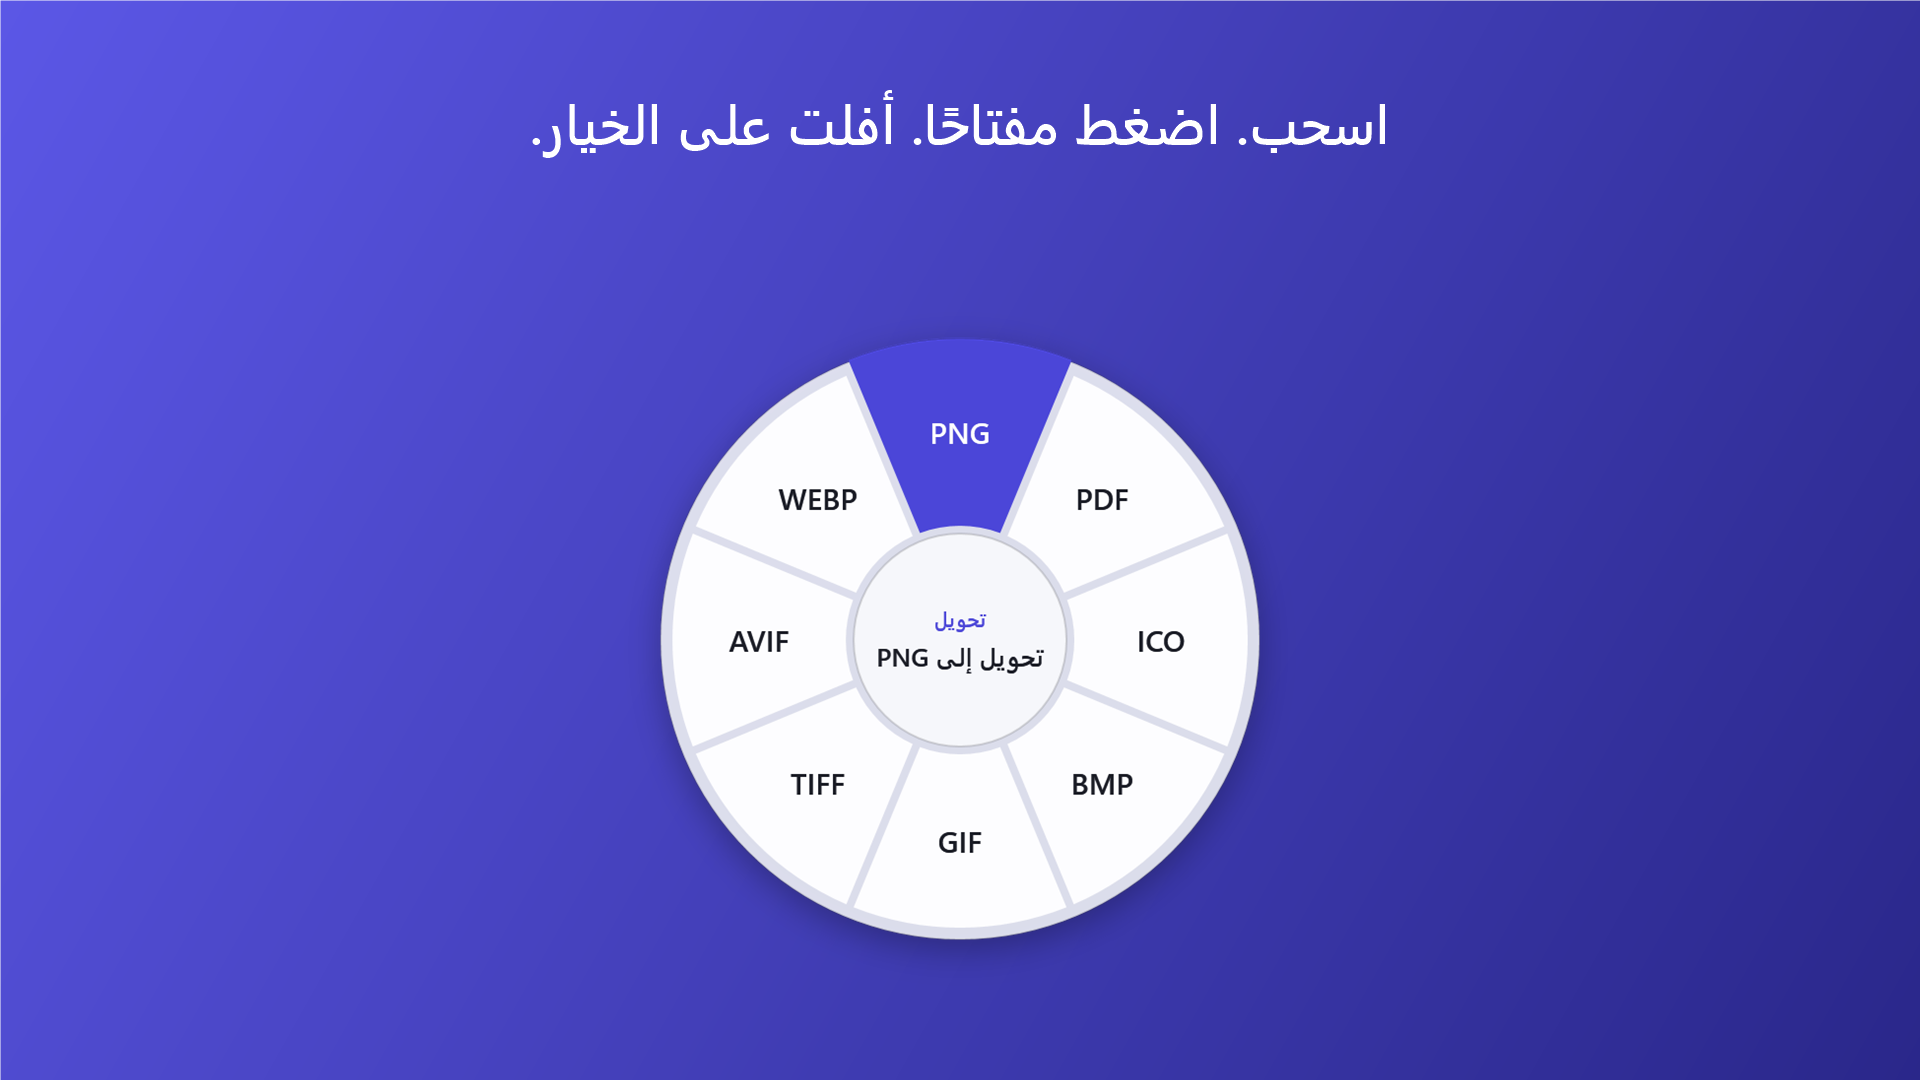 اسحب. اضغط مفتاحًا. أفلت على الخيار.
PNG
WEBP
PDF
تحويل
تحويل إلى PNG
AVIF
ICO
TIFF
BMP
GIF